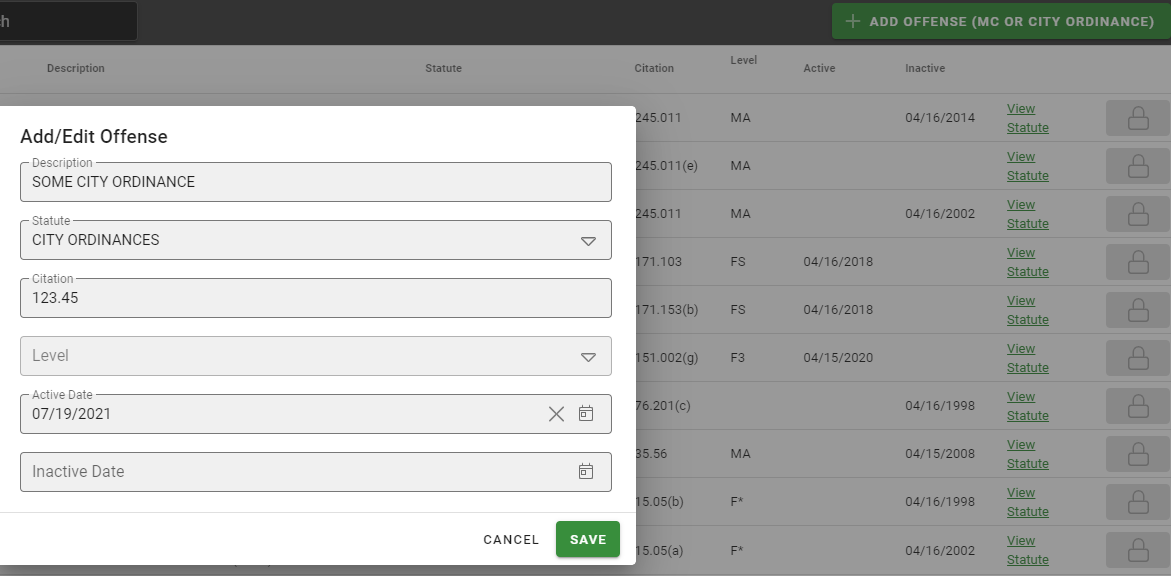 ch
ADD OFFENSE (MC OR CITY ORDINANCE)
Description Statute Citation Level Active Inactive
Add/Edit Offense
Description
SOME CITY ORDINANCE
Statute
CITY ORDINANCES
Citation
123.45
Level
Active Date
07/19/2021
Inactive Date
CANCEL SAVE
245.011 MA 04/16/2014 View
Statute
245.011(e) MA View
Statute
245.011 MA 04/16/2002 View
Statute
171.103 FS 04/16/2018 View
Statute
171.153(b) FS 04/16/2018 View
Statute
151.002(g) F3 04/15/2020 View
Statute
76.201(c) 04/16/1998 View
Statute
35.56 MA 04/15/2008 View
Statute
15.05(b) F* 04/16/1998 View
Statute
15.05(a) F* 04/16/2002 View
Statute